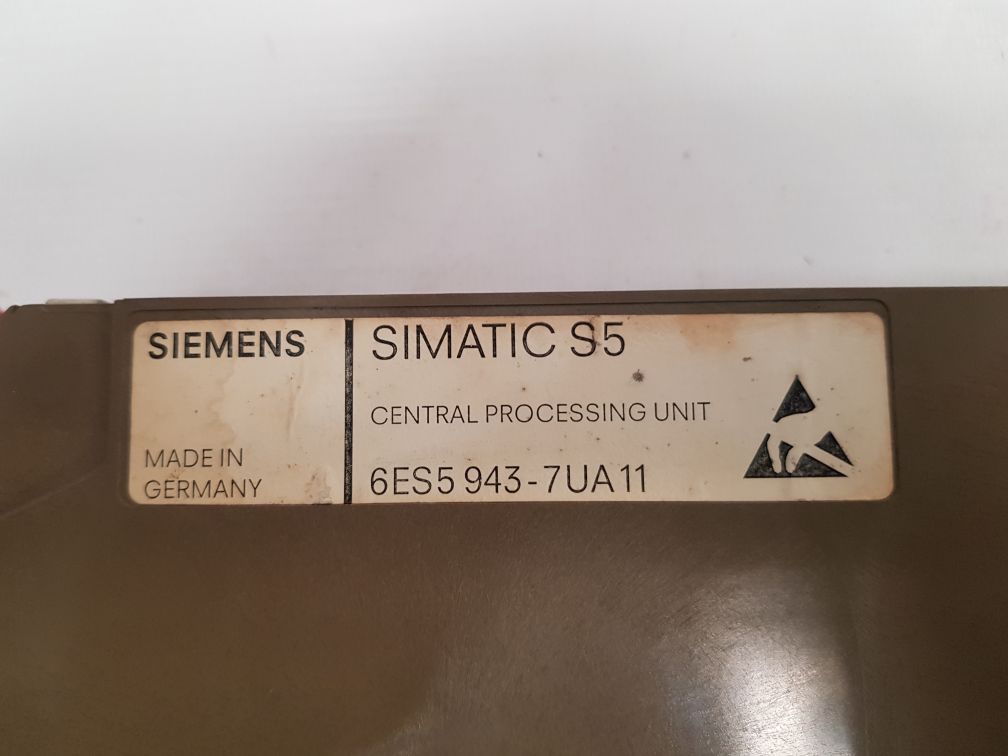 SIEMENS
MADE IN
GERMANY
SIMATIC S5
CENTRAL PROCESSING UNIT
6ES5 943-7UA11